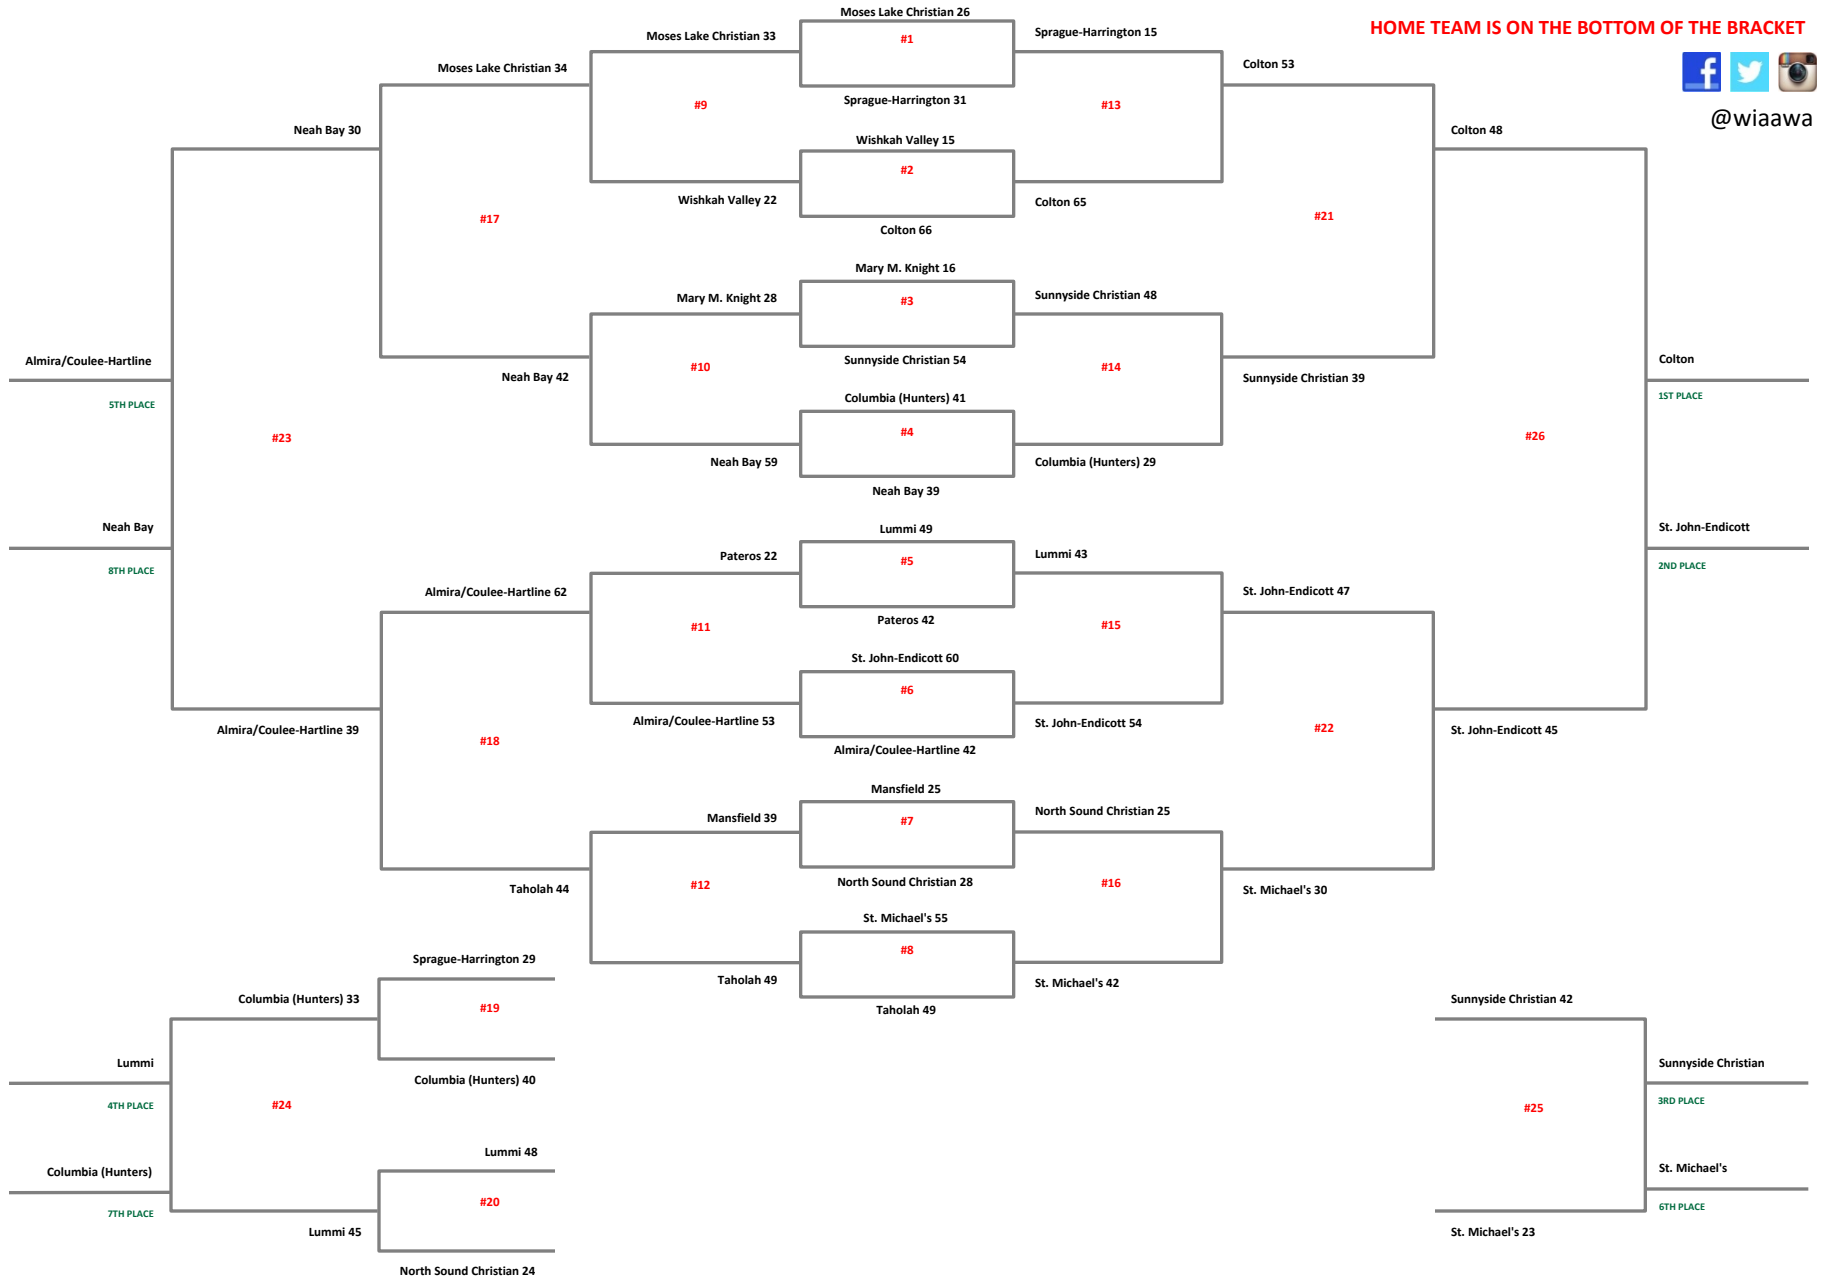 HOME TEAM IS ON THE BOTTOM OF THE BRACKET
@wiaawa
Moses Lake Christian 26
#1
Sprague-Harrington 31
Wishkah Valley 15
#2
Colton 66
Mary M. Knight 16
#3
Sunnyside Christian 54
Columbia (Hunters) 41
#4
Neah Bay 39
Lummi 49
#5
Pateros 42
St. John-Endicott 60
#6
Almira/Coulee-Hartline 42
Mansfield 25
#7
North Sound Christian 28
St. Michael's 55
#8
Taholah 49
Moses Lake Christian 33
#9
Wishkah Valley 22
Mary M. Knight 28
#10
Neah Bay 59
Pateros 22
#11
Almira/Coulee-Hartline 53
Mansfield 39
#12
Taholah 49
Sprague-Harrington 15
#13
Colton 65
Sunnyside Christian 48
#14
Columbia (Hunters) 29
Lummi 43
#15
St. John-Endicott 54
North Sound Christian 25
#16
St. Michael's 42
Moses Lake Christian 34
#17
Neah Bay 42
Almira/Coulee-Hartline 62
#18
Taholah 44
Sprague-Harrington 29
#19
Columbia (Hunters) 40
Lummi 48
#20
North Sound Christian 24
Colton 53
#21
Sunnyside Christian 39
St. John-Endicott 47
#22
St. Michael's 30
Neah Bay 30
#23
Almira/Coulee-Hartline 39
Almira/Coulee-Hartline
5TH PLACE
Neah Bay
8TH PLACE
Columbia (Hunters) 33
#24
Lummi 45
Lummi
4TH PLACE
Columbia (Hunters)
7TH PLACE
Sunnyside Christian 42
#25
St. Michael's 23
Sunnyside Christian
3RD PLACE
St. Michael's
6TH PLACE
Colton 48
#26
St. John-Endicott 45
Colton
1ST PLACE
St. John-Endicott
2ND PLACE